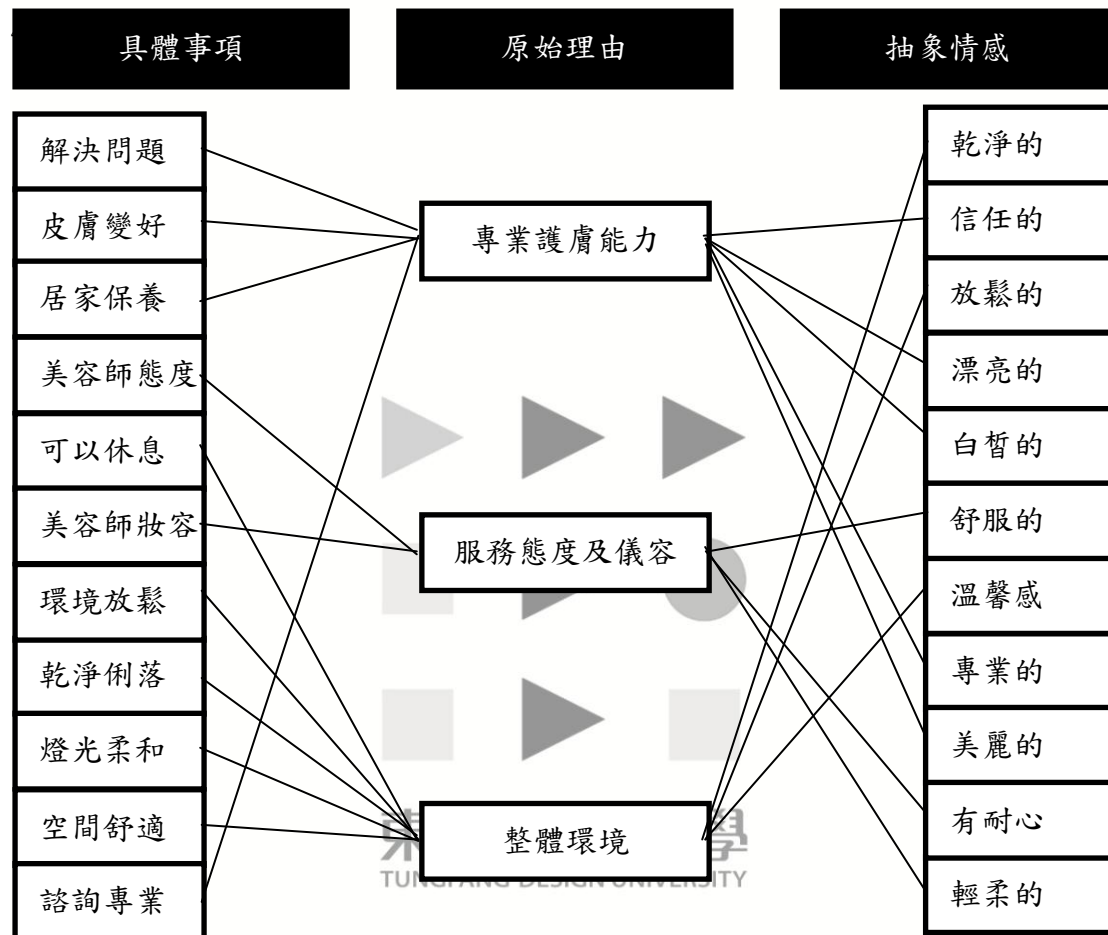 具體事項
原始理由
抽象情感
解決問題
皮膚變好
居家保養
美容師態度
可以休息
美容師妝容
環境放鬆
乾淨俐落
燈光柔和
空間舒適
諮詢專業
專業護膚能力
服務態度及儀容
整體環境
乾淨的
信任的
放鬆的
漂亮的
白皙的
舒服的
溫馨感
專業的
美麗的
有耐心
輕柔的
東
學
TUNGFANG DESIGN UNIVERSITY